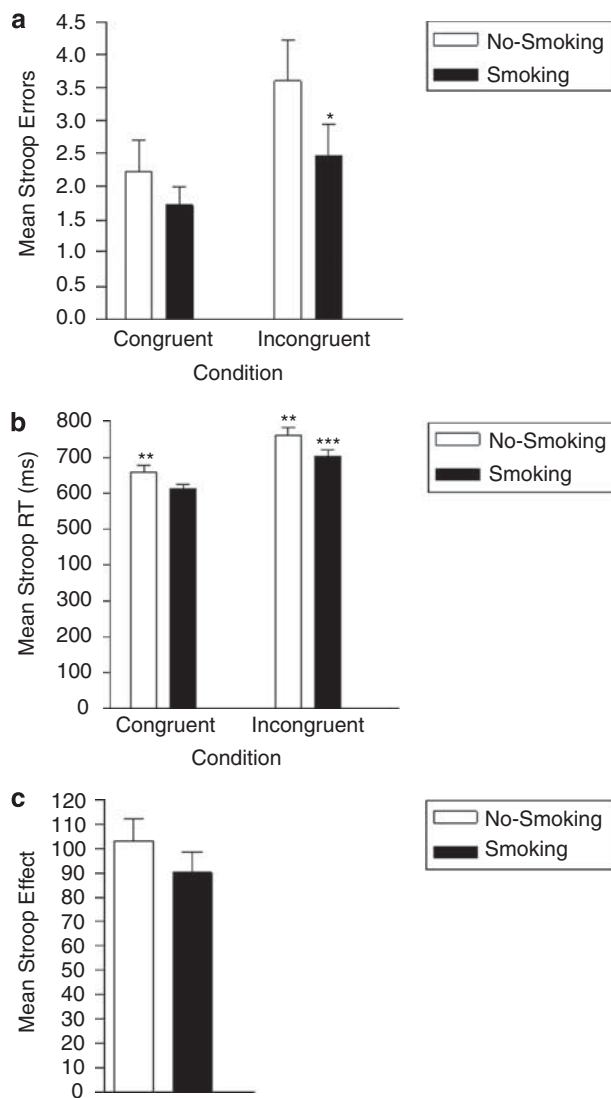 a
Mean Stroop Errors
4.5
4.0
3.5
3.0
2.5
2.0
1.5
1.0
0.5
0.0
*
Congruent Incongruent
Condition
No-Smoking
Smoking
b
Mean Stroop RT (ms)
800
700
600
500
100
300
200
100
0
**
**
***
Congruent Incongruent
Condition
No-Smoking
Smoking
c
Mean Stroop Effect
120
110
100
90
80
70
60
50
40
30
20
10
0
No-Smoking
Smoking